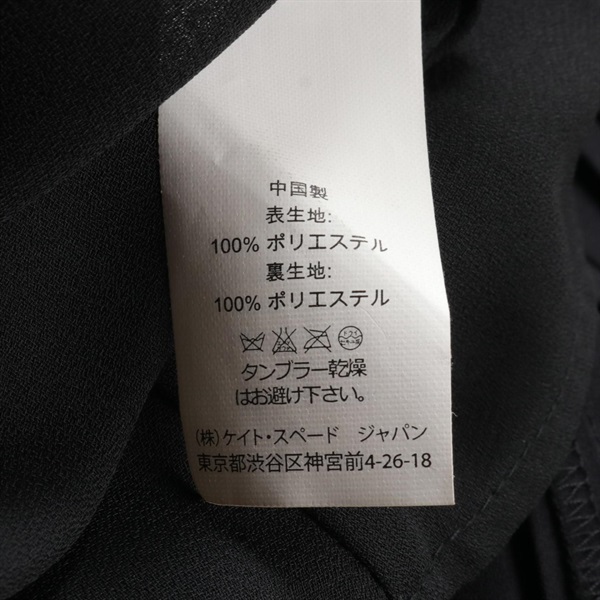 中国製
表生地:
100% ポリエステル
裏生地:
100% ポリエステル
タンブラー乾燥
はお避け下さい。
(株)ケイト・スペード ジャパン
東京都渋谷区神宮前4-26-18